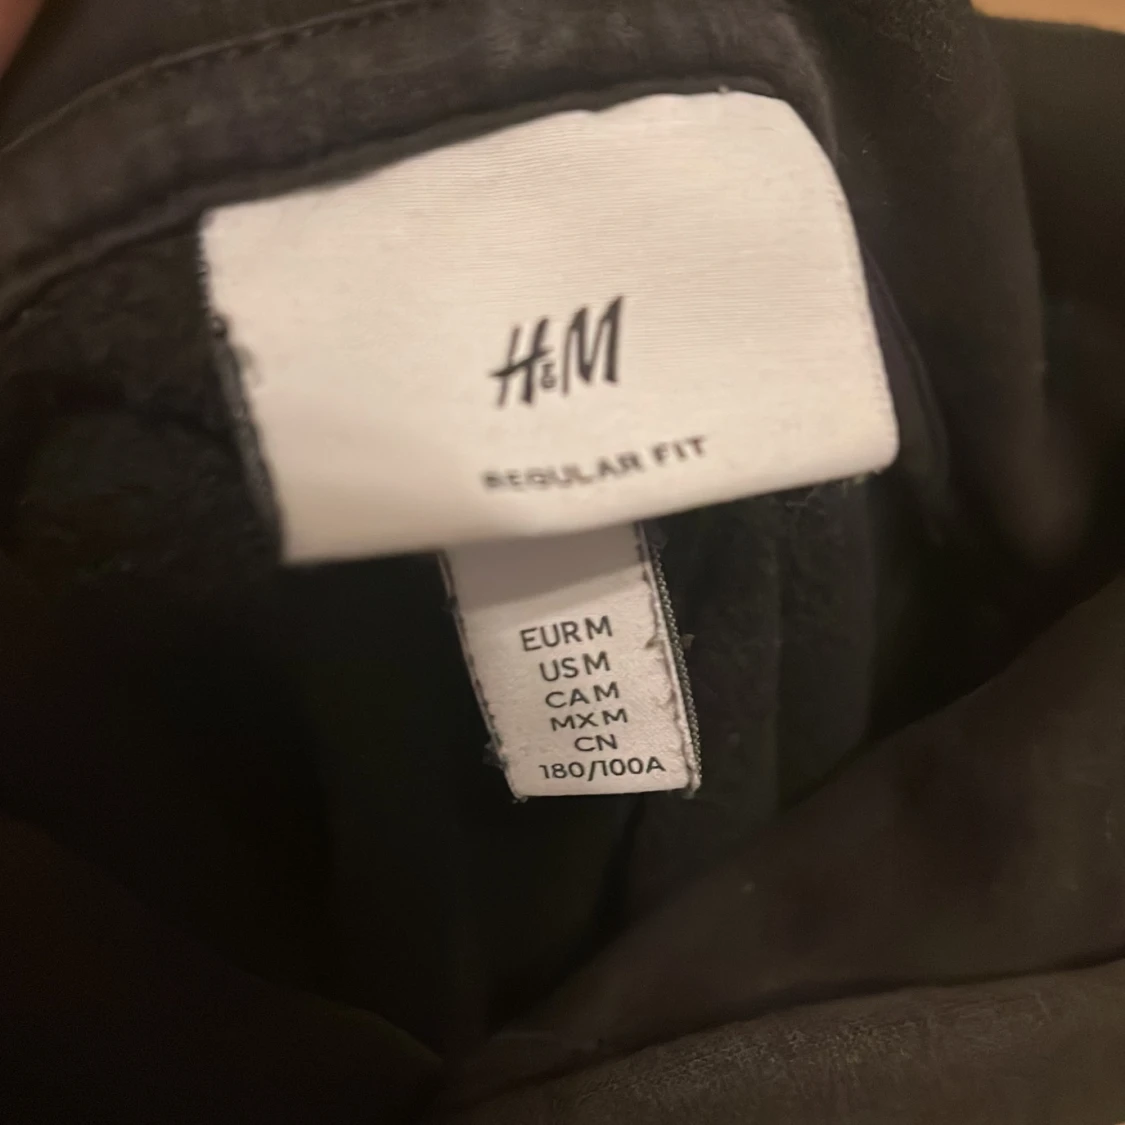 H&M
REGULAR FIT
EUR M
US M
CA M
MX M
CN
180/100A